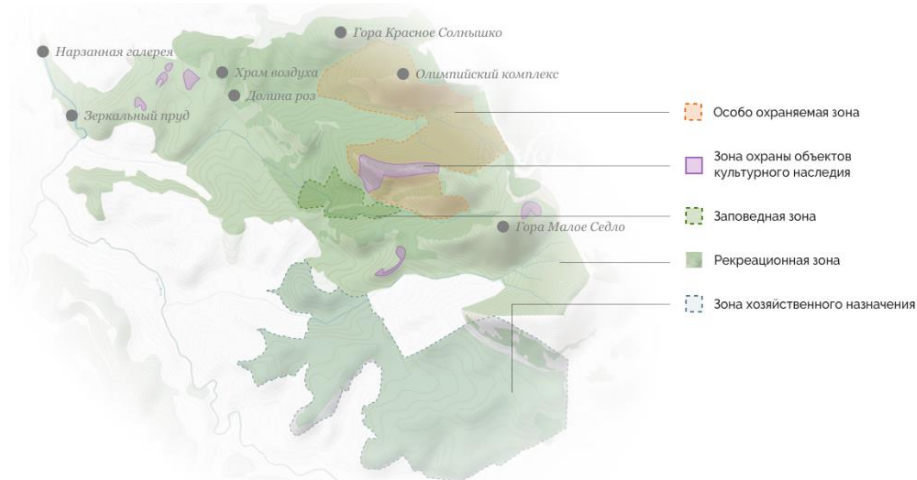 Гора Красное Солнышко
Нарзанная галерея
Храм воздуха
Олимпийский комплекс
Долина роз
Зеркальный пруд
Особо охраняемая зона
Зона охраны объектов
культурного наследия
Заповедная зона
Гора Малое Седло
Рекреационная зона
Зона хозяйственного назначения